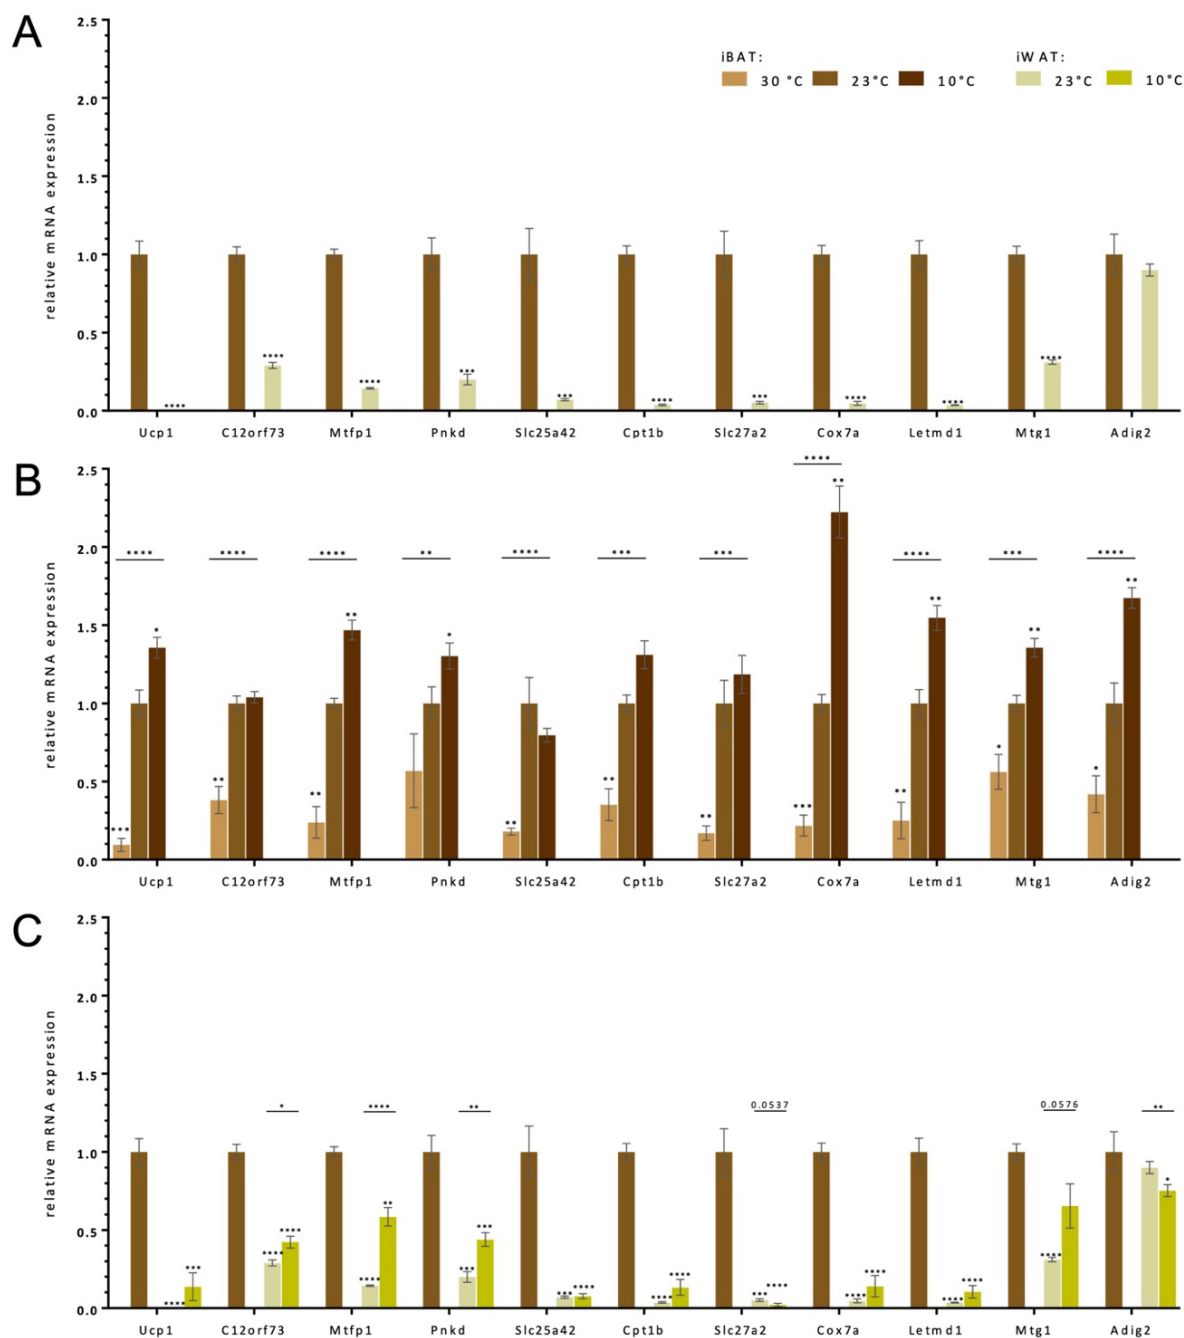 A
2.5
iBAT:
iWAT:
30 °C 23°C 10°C 23°C 10°C
2.0
relative mRNA expression
1.5
1.0
0.5
**** **** **** *** *** **** *** **** **** ****
0.0
Ucp1 C12orf73 Mtfp1 Pnkd Slc25a42 Cpt1b Slc27a2 Cox7a Letmd1 Mtg1 Adig2
B
2.5
****
**
2.0
**** **** **** ** **** *** *** **** *** ****
relative mRNA expression
* ** * ** ** **
1.5
1.0
0.5
*** ** ** ** ** ** *** ** * *
0.0
Ucp1 C12orf73 Mtfp1 Pnkd Slc25a42 Cpt1b Slc27a2 Cox7a Letmd1 Mtg1 Adig2
C
2.5
2.0
relative mRNA expression
1.5
* **** ** 0.0537 0.0576 **
1.0
0.5
*** **** ** *** **** **** **** **** **** *
**** **** **** *** *** **** *** **** **** ****
0.0
Ucp1 C12orf73 Mtfp1 Pnkd Slc25a42 Cpt1b Slc27a2 Cox7a Letmd1 Mtg1 Adig2